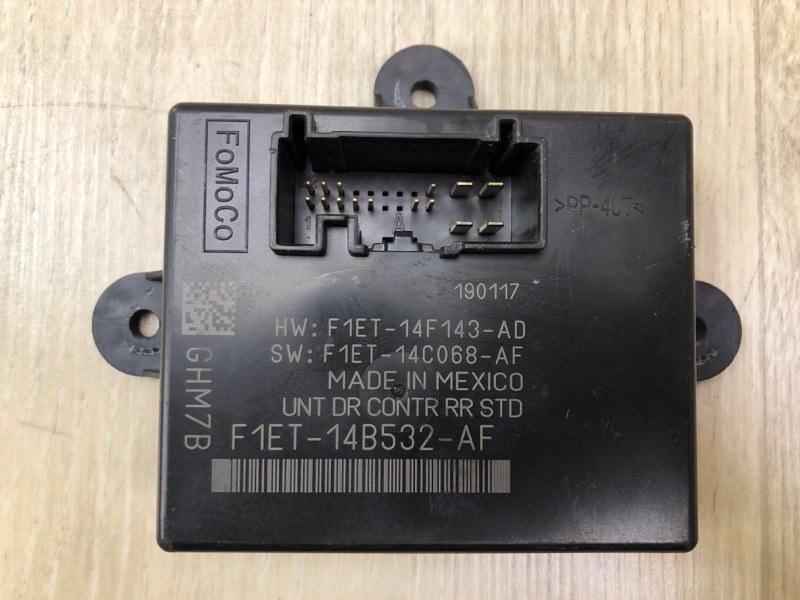 FoMoCo
>PP-40T<
A
190117
HW: F1ET-14F143-AD
SW: F1ET-14C068-AF
MADE IN MEXICO
UNT DR CONTR RR STD
GHM7B
F1ET-14B532-AF